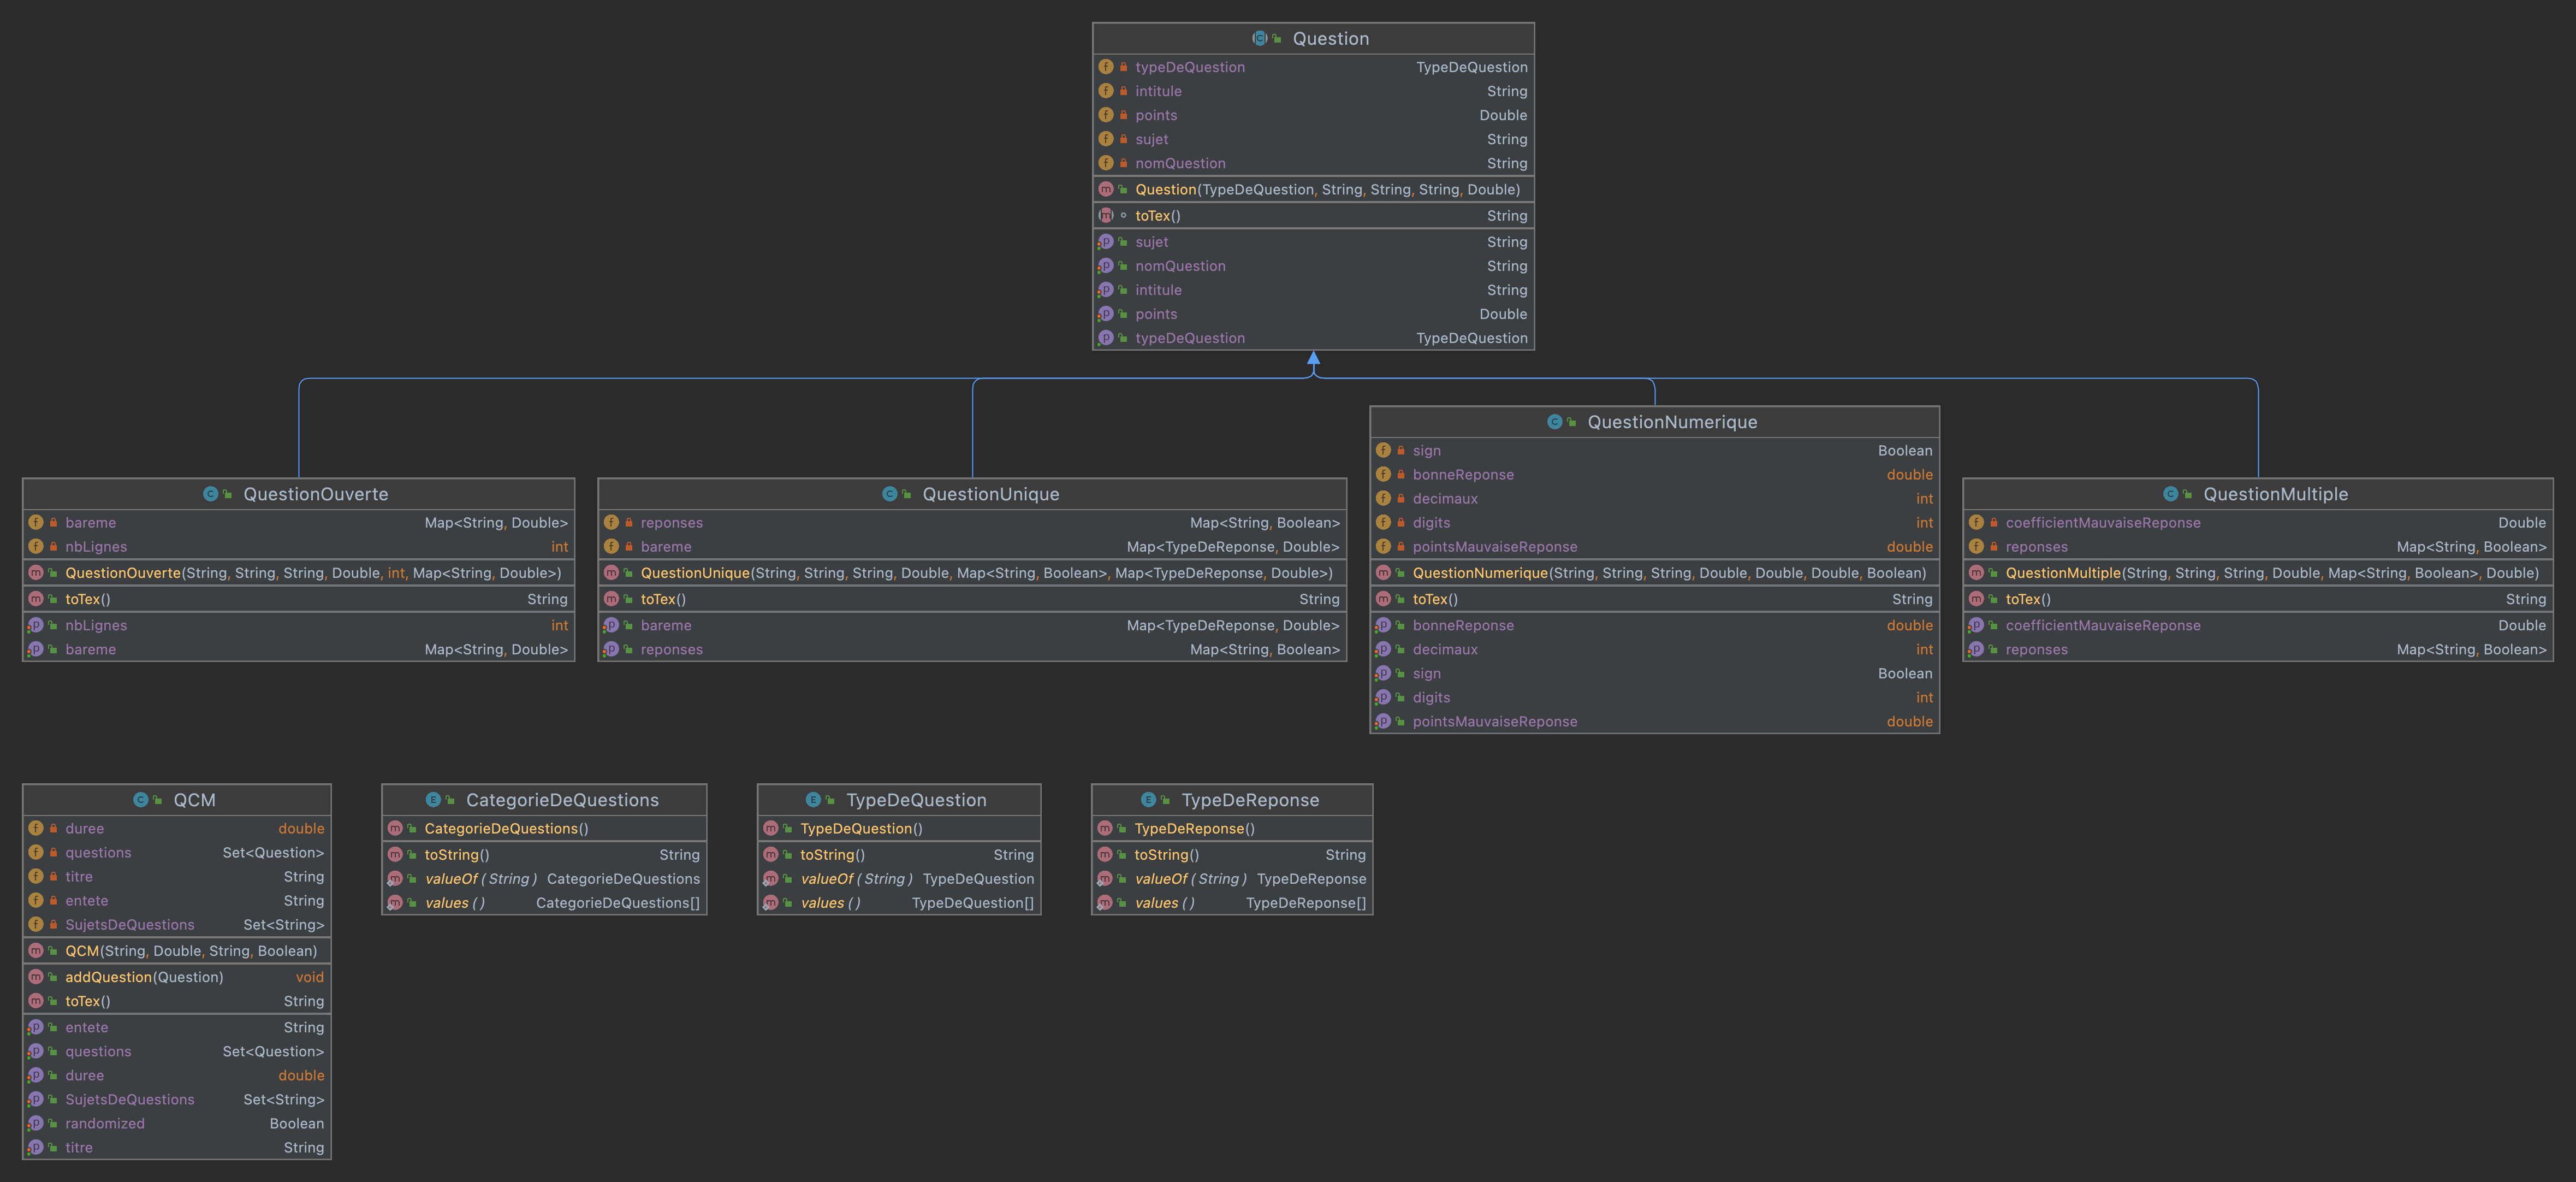 Question
typeDeQuestion TypeDeQuestion
intitule String
points Double
sujet String
nomQuestion String
Question(TypeDeQuestion, String, String, String, Double)
toTex() String
sujet String
nomQuestion String
intitule String
points Double
typeDeQuestion TypeDeQuestion
QuestionOuverte
bareme Map<String, Double>
nbLignes int
QuestionOuverte(String, String, String, Double, int, Map<String, Double>)
toTex() String
nbLignes int
bareme Map<String, Double>
QuestionUnique
reponses Map<String, Boolean>
bareme Map<TypeDeReponse, Double>
QuestionUnique(String, String, String, Double, Map<String, Boolean>, Map<TypeDeReponse, Double>)
toTex() String
bareme Map<TypeDeReponse, Double>
reponses Map<String, Boolean>
QuestionNumerique
sign Boolean
bonneReponse double
decimaux int
digits int
pointsMauvaiseReponse double
QuestionNumerique(String, String, String, Double, Double, Double, Boolean)
toTex() String
bonneReponse double
decimaux int
sign Boolean
digits int
pointsMauvaiseReponse double
QuestionMultiple
coefficientMauvaiseReponse Double
reponses Map<String, Boolean>
QuestionMultiple(String, String, String, Double, Map<String, Boolean>, Double)
toTex() String
coefficientMauvaiseReponse Double
reponses Map<String, Boolean>
QCM
duree double
questions Set<Question>
titre String
entete String
SujetsDeQuestions Set<String>
QCM(String, Double, String, Boolean)
addQuestion(Question) void
toTex() String
entete String
questions Set<Question>
duree double
SujetsDeQuestions Set<String>
randomized Boolean
titre String
CategorieDeQuestions
CategorieDeQuestions()
toString() String
valueOf(String) CategorieDeQuestions
values() CategorieDeQuestions[]
TypeDeQuestion
TypeDeQuestion()
toString() String
valueOf(String) TypeDeQuestion
values() TypeDeQuestion[]
TypeDeReponse
TypeDeReponse()
toString() String
valueOf(String) TypeDeReponse
values() TypeDeReponse[]